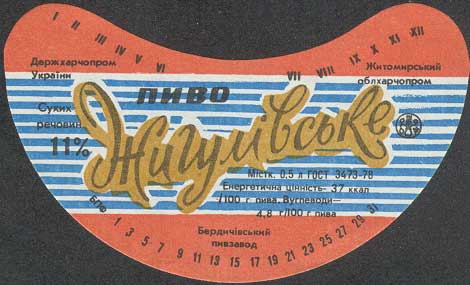 I II III IV V VI VII VIII IX X XI XII
Держхарчопром
України
Житомирський
облхарчопром
пиво
Жигулівське
Сухих
речовин
11%
Містк. 0,5 л ГОСТ 3473-78
Енергетична цінність: 37 ккал
/100 г пива. Вуглеводи—
4,8 г/100 г пива
БПФ 1 3 5 7 9 11 13 15 17 19 21 23 25 27 29 31
Бердичівський
пивзавод